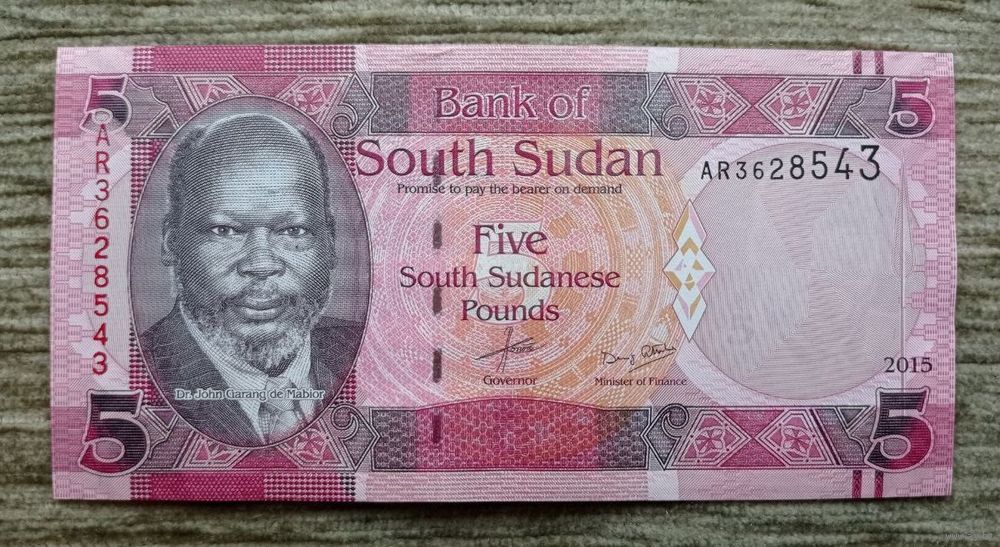 5
5
Bank of
South Sudan
Promise to pay the bearer on demand
AR3628543
AR3628543
Five
South Sudanese
Pounds
5
Governor
Minister of Finance
2015
Dr. John Garang de Mabior
5
5